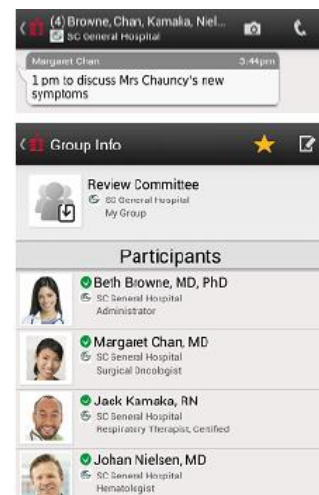 (4) Browne, Chan, Kamaka, Niel...
SC General Hospital
Margaret Chan 3:44pm
1 pm to discuss Mrs Chauncy's new
symptoms
Group Info
Review Committee
SC General Hospital
My Group
Participants
Beth Browne, MD, PhD
SC General Hospital
Administrator
Margaret Chan, MD
SC General Hospital
Surgical Oncologist
Jack Kamaka, RN
SC General Hospital
Respiratory Therapist, Certified
Johan Nielsen, MD
SC General Hospital
Hematologist